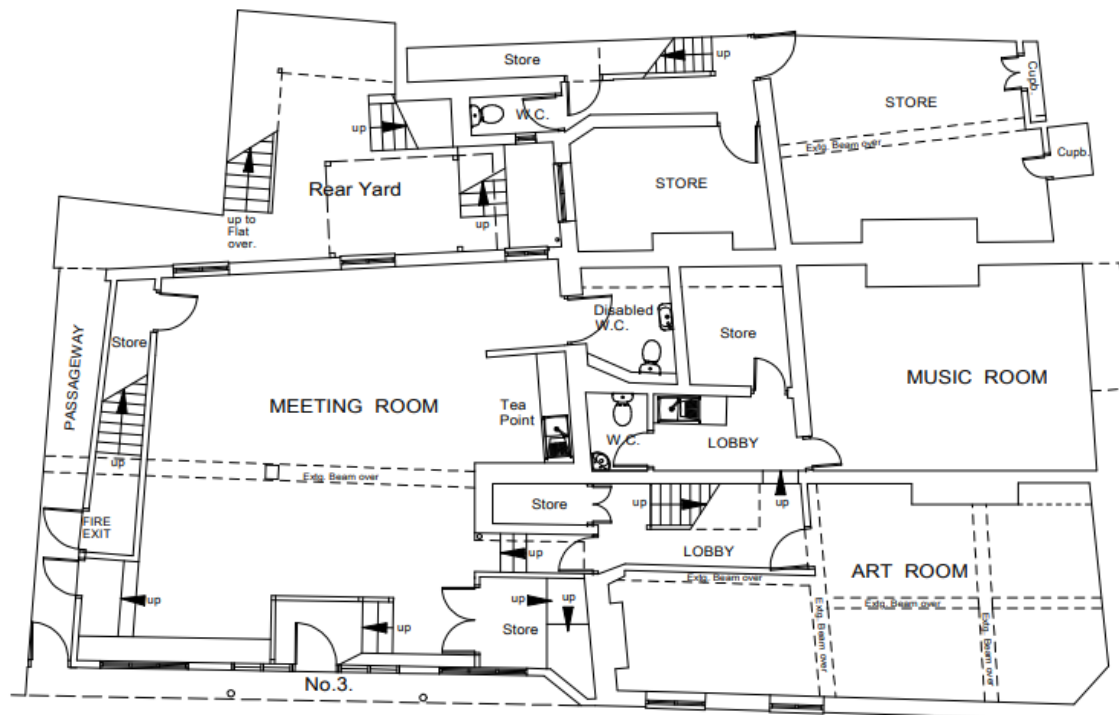 Store
up
Cupb.
STORE
W.C.
up
Extg. Beam over
Cupb.
STORE
Rear Yard
up
up to
Flat
over.
Disabled
W.C.
Store
Store
PASSAGEWAY
MUSIC ROOM
MEETING ROOM
Tea
Point
W.C.
LOBBY
up
Extg. Beam over
Store
up
up
FIRE
EXIT
up
LOBBY
ART ROOM
Extg. Beam over
up
up
Extg. Beam over
Extg. Beam over
Extg. Beam over
up
Store
No.3.